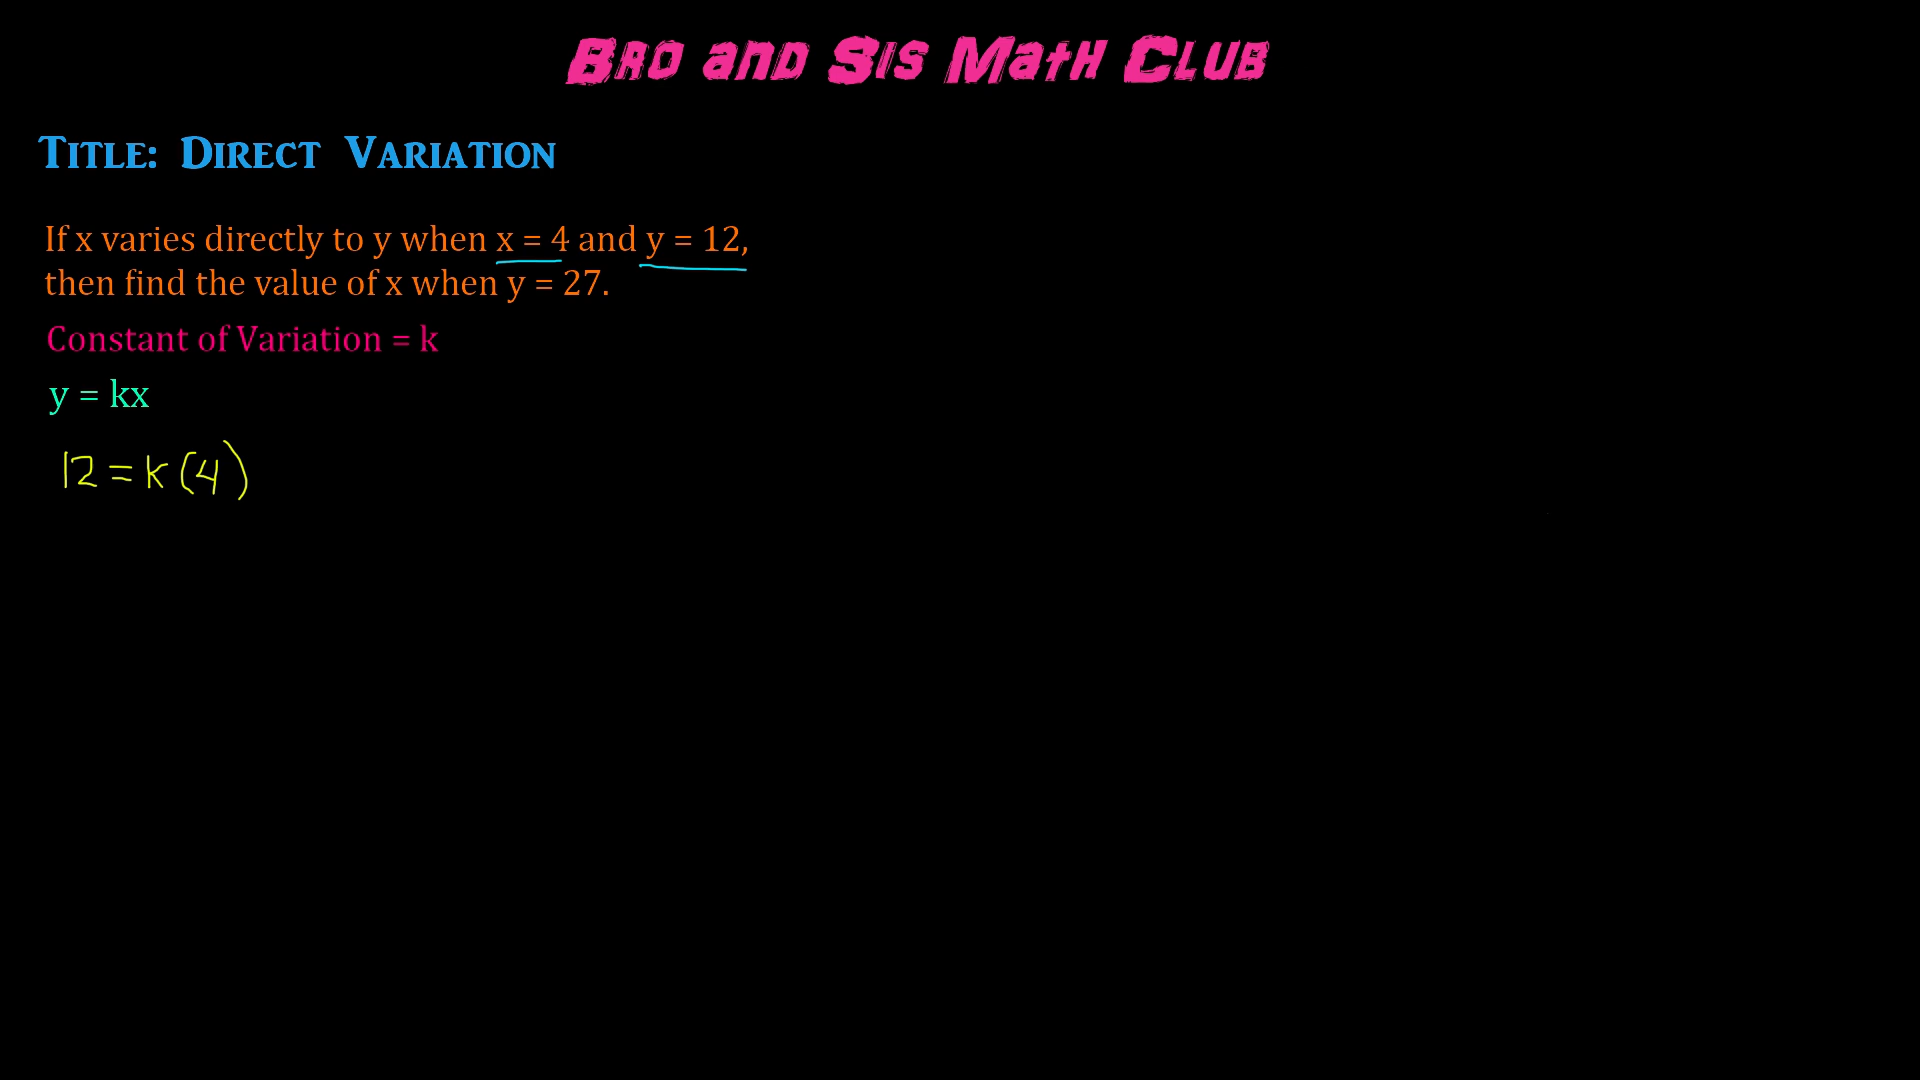 Bro and Sis Math Club
Title: Direct Variation
If x varies directly to y when x = 4 and y = 12,
then find the value of x when y = 27.
Constant of Variation = k
y = kx
12 = k(4)